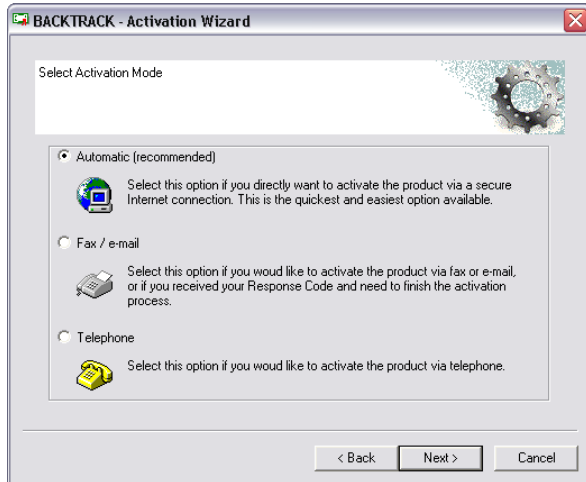 BACKTRACK - Activation Wizard
Select Activation Mode
Automatic (recommended)
Select this option if you directly want to activate the product via a secure
Internet connection. This is the quickest and easiest option available.
Fax / e-mail
Select this option if you woud like to activate the product via fax or e-mail,
or if you received your Response Code and need to finish the activation
process.
Telephone
Select this option if you woud like to activate the product via telephone.
< Back
Next >
Cancel